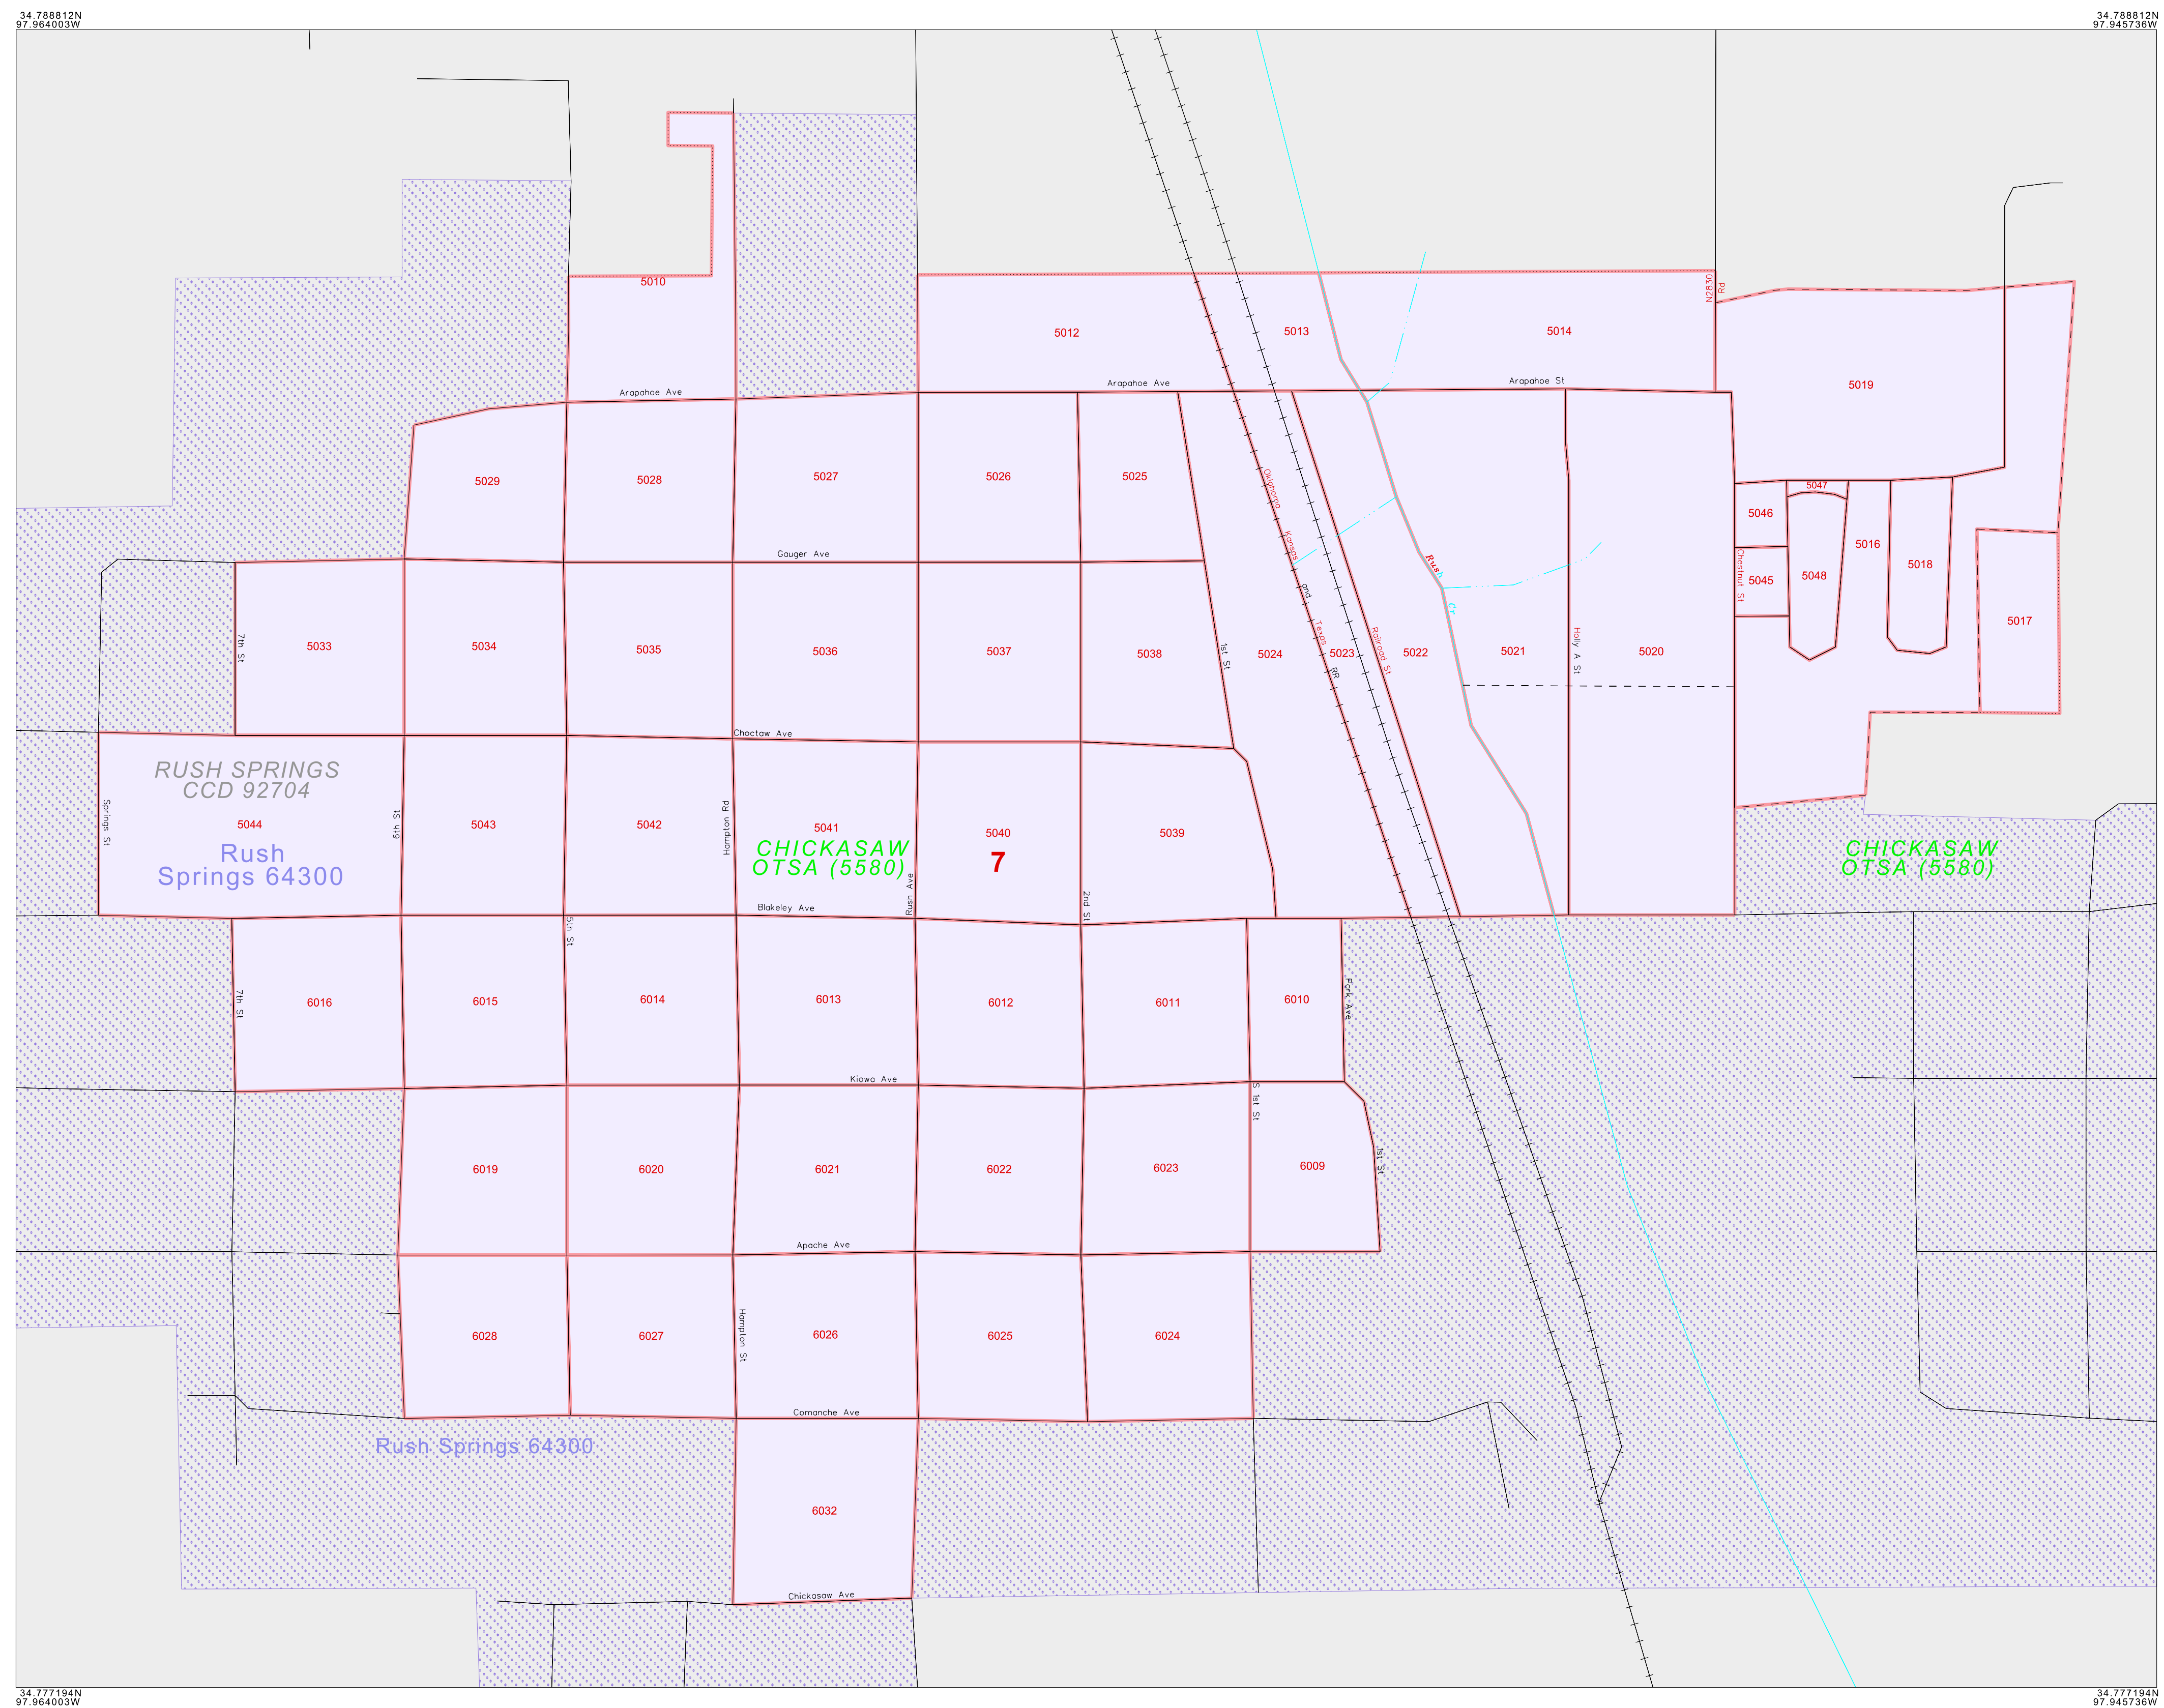 34.788812N
97.964003W
34.788812N
97.945736W
5010
N2830
Rd
5012
5013
5014
5019
Arapahoe Ave
Arapahoe Ave
Arapahoe St
5029
5028
5027
5026
5025
Oklahoma
Kansas
and
Texas
RR
5047
5046
5016
5018
5048
5045
Chestnut St
5017
Gauger Ave
Rush
Cr
7th St
5033
5034
5035
5036
5037
5038
1st St
5024
5023
Railroad St
5022
5021
Holly A St
5020
Choctaw Ave
RUSH SPRINGS
CCD 92704
Springs St
5044
6th St
5043
5042
Hampton Rd
5041
5040
5039
Rush
Springs 64300
CHICKASAW
OTSA (5580)
7
CHICKASAW
OTSA (5580)
Rush Ave
2nd St
Blakeley Ave
5th St
7th St
6016
6015
6014
6013
6012
6011
6010
Park Ave
Kiowa Ave
S 1st St
6019
6020
6021
6022
6023
6009
1st St
Apache Ave
6028
6027
Hampton St
6026
6025
6024
Comanche Ave
Rush Springs 64300
6032
Chickasaw Ave
34.777194N
97.964003W
34.777194N
97.945736W